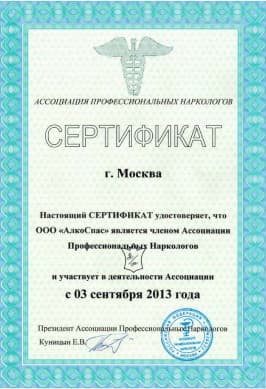 АССОЦИАЦИЯ ПРОФЕССИОНАЛЬНЫХ НАРКОЛОГОВ
СЕРТИФИКАТ
г. Москва
Настоящий СЕРТИФИКАТ удостоверяет, что
ООО «АлкоСпас» является членом Ассоциации
Профессиональных Наркологов
и участвует в деятельности Ассоциации
с 03 сентября 2013 года
Президент Ассоциации Профессиональных Наркологов
Куницын Е.В.